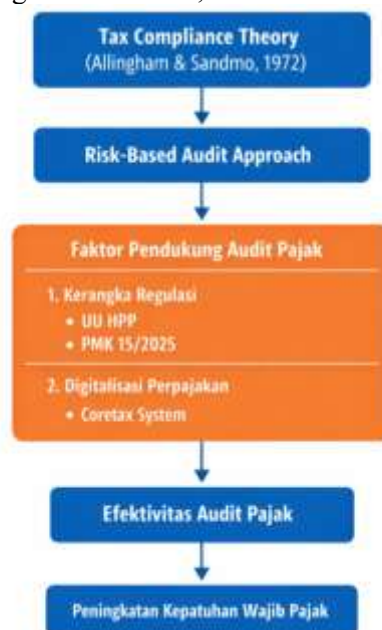 Tax Compliance Theory
(Allingham & Sandmo, 1972)
Risk-Based Audit Approach
Faktor Pendukung Audit Pajak
1. Kerangka Regulasi
• UU HPP
• PMK 15/2025
2. Digitalisasi Perpajakan
• Coretax System
Efektivitas Audit Pajak
Peningkatan Kepatuhan Wajib Pajak